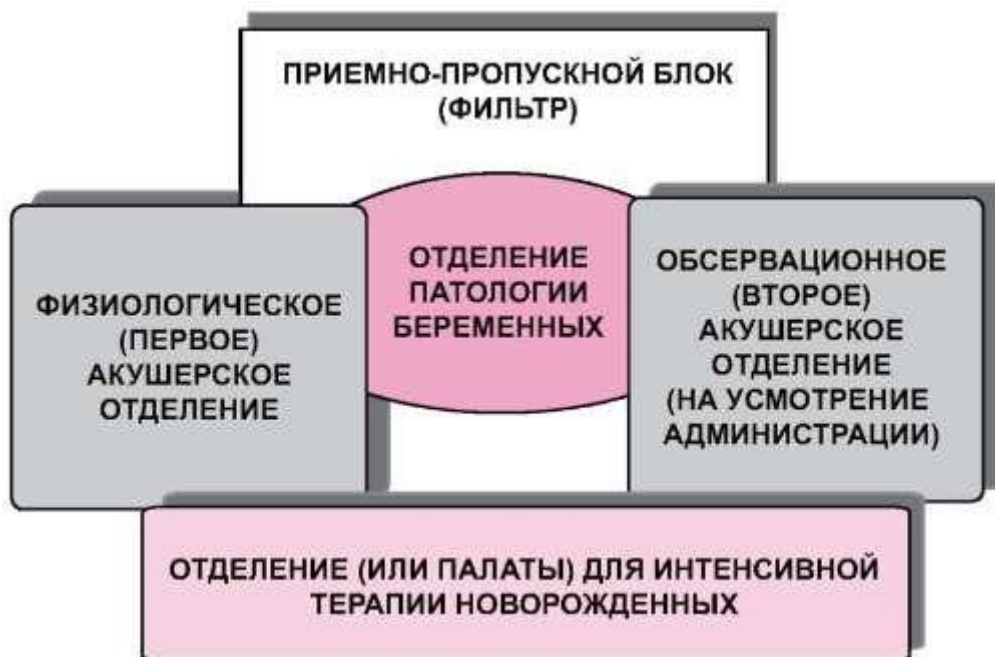 ПРИЕМНО-ПРОПУСКНОЙ БЛОК
(ФИЛЬТР)
ФИЗИОЛОГИЧЕСКОЕ
(ПЕРВОЕ)
АКУШЕРСКОЕ
ОТДЕЛЕНИЕ
ОТДЕЛЕНИЕ
ПАТОЛОГИИ
БЕРЕМЕННЫХ
ОБСЕРВАЦИОННОЕ
(ВТОРОЕ)
АКУШЕРСКОЕ
ОТДЕЛЕНИЕ
(НА УСМОТРЕНИЕ
АДМИНИСТРАЦИИ)
ОТДЕЛЕНИЕ (ИЛИ ПАЛАТЫ) ДЛЯ ИНТЕНСИВНОЙ
ТЕРАПИИ НОВОРОЖДЕННЫХ